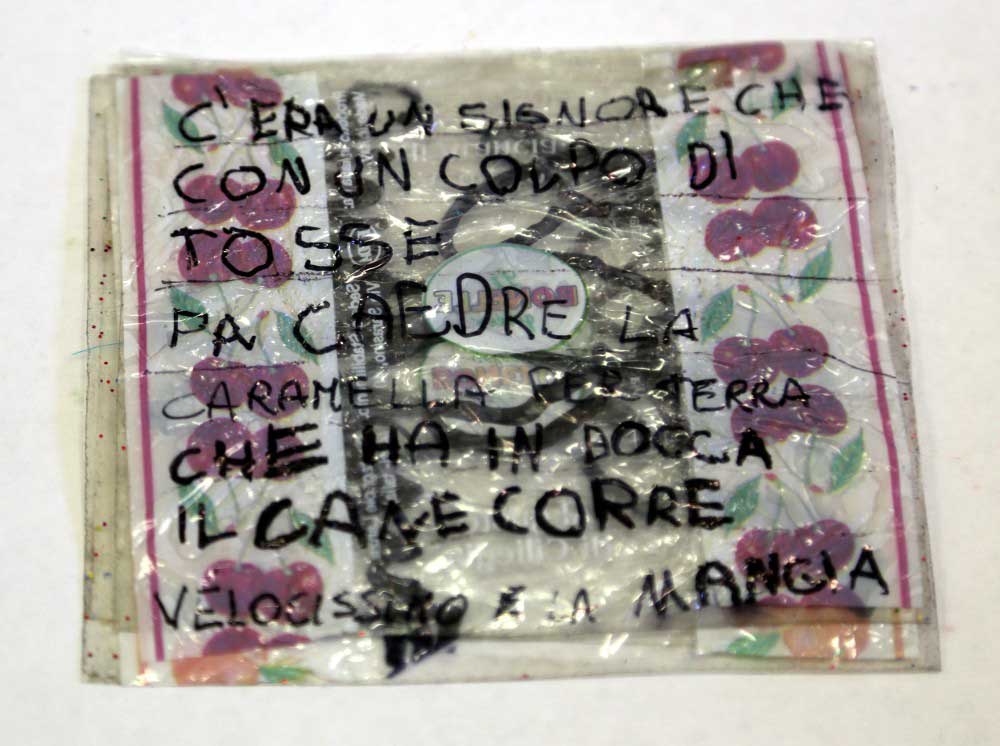 C'ERA UN SIGNORE CHE
CON UN COLPO DI
TOSSE
FA CAEDRE LA
CARAMELLA PER TERRA
CHE HA IN BOCCA
IL CANE CORRE
VELOCISSIMO E LA MANGIA